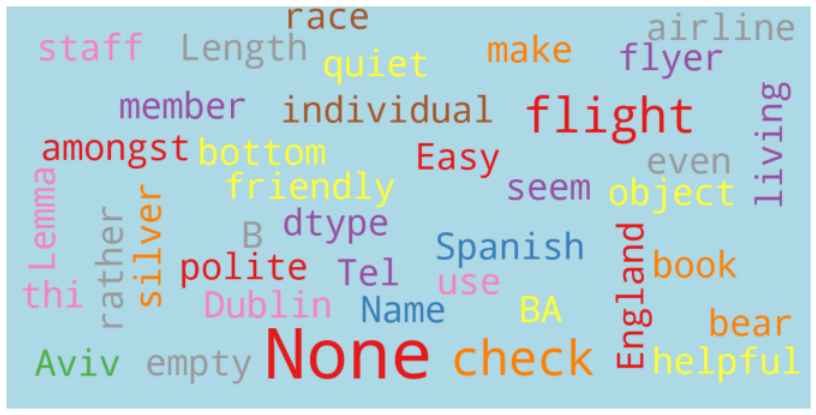 race
staff
Length
airline
quiet
make
flyer
member
individual
flight
living
amongst
bottom
Easy
even
friendly
seem
object
Lemma
rather
silver
B
dtype
Spanish
England
book
polite
Tel
use
thi
Dublin
Name
BA
bear
Aviv
empty
None
check
helpful